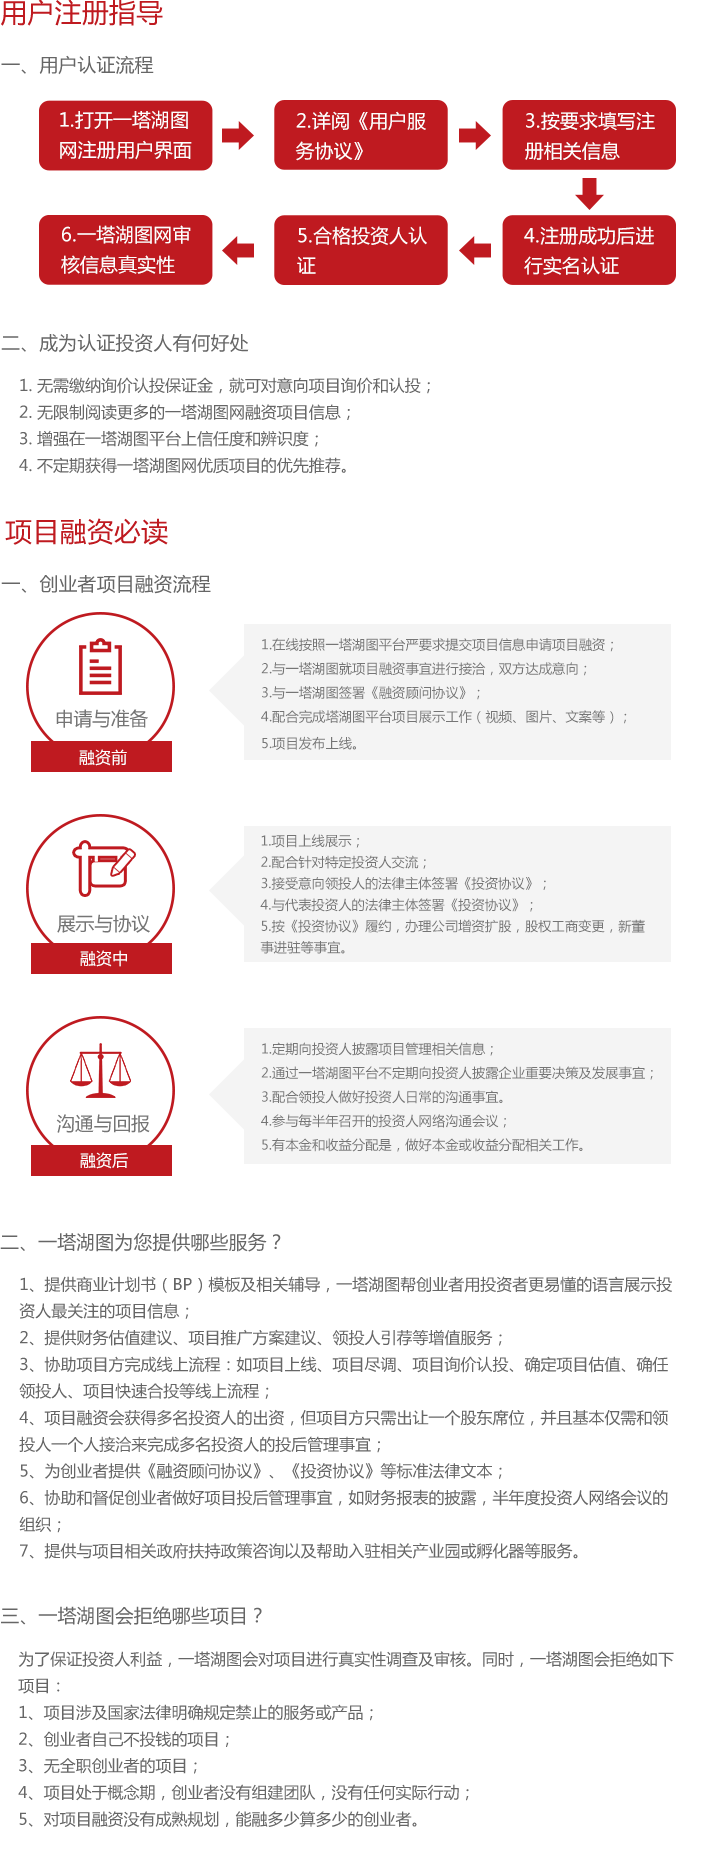 用户注册指导
一、用户认证流程
1.打开一塔湖图
网注册用户界面
2.详阅《用户服
务协议》
3.按要求填写注
册相关信息
6.一塔湖图网审
核信息真实性
5.合格投资人认
证
4.注册成功后进
行实名认证
二、成为认证投资人有何好处
1. 无需缴纳询价认投保证金，就可对意向项目询价和认投；
2. 无限制阅读更多的一塔湖图网融资项目信息；
3. 增强在一塔湖图平台上信任度和辨识度；
4. 不定期获得一塔湖图网优质项目的优先推荐。
项目融资必读
一、创业者项目融资流程
申请与准备
融资前
1.在线按照一塔湖图平台严要求提交项目信息申请项目融资；
2.与一塔湖图就项目融资事宜进行接洽，双方达成意向；
3.与一塔湖图签署《融资顾问协议》；
4.配合完成塔湖图平台项目展示工作（视频、图片、文案等）；
5.项目发布上线。
展示与协议
融资中
1.项目上线展示；
2.配合针对特定投资人交流；
3.接受意向领投人的法律主体签署《投资协议》；
4.与代表投资人的法律主体签署《投资协议》；
5.按《投资协议》履约，办理公司增资扩股，股权工商变更，新董
事进驻等事宜。
沟通与回报
融资后
1.定期向投资人披露项目管理相关信息；
2.通过一塔湖图平台不定期向投资人披露企业重要决策及发展事宜；
3.配合领投人做好投资人日常的沟通事宜。
4.参与每半年召开的投资人网络沟通会议；
5.有本金和收益分配是，做好本金或收益分配相关工作。
二、一塔湖图为您提供哪些服务？
1、提供商业计划书（BP）模板及相关辅导，一塔湖图帮创业者用投资者更易懂的语言展示投
资人最关注的项目信息；
2、提供财务估值建议、项目推广方案建议、领投人引荐等增值服务；
3、协助项目方完成线上流程：如项目上线、项目尽调、项目询价认投、确定项目估值、确任
领投人、项目快速合投等线上流程；
4、项目融资会获得多名投资人的出资，但项目方只需出让一个股东席位，并且基本仅需和领
投人一个人接洽来完成多名投资人的投后管理事宜；
5、为创业者提供《融资顾问协议》、《投资协议》等标准法律文本；
6、协助和督促创业者做好项目投后管理事宜，如财务报表的披露，半年度投资人网络会议的
组织；
7、提供与项目相关政府扶持政策咨询以及帮助入驻相关产业园或孵化器等服务。
三、一塔湖图会拒绝哪些项目？
为了保证投资人利益，一塔湖图会对项目进行真实性调查及审核。同时，一塔湖图会拒绝如下
项目：
1、项目涉及国家法律明确规定禁止的服务或产品；
2、创业者自己不投钱的项目；
3、无全职创业者的项目；
4、项目处于概念期，创业者没有组建团队，没有任何实际行动；
5、对项目融资没有成熟规划，能融多少算多少的创业者。